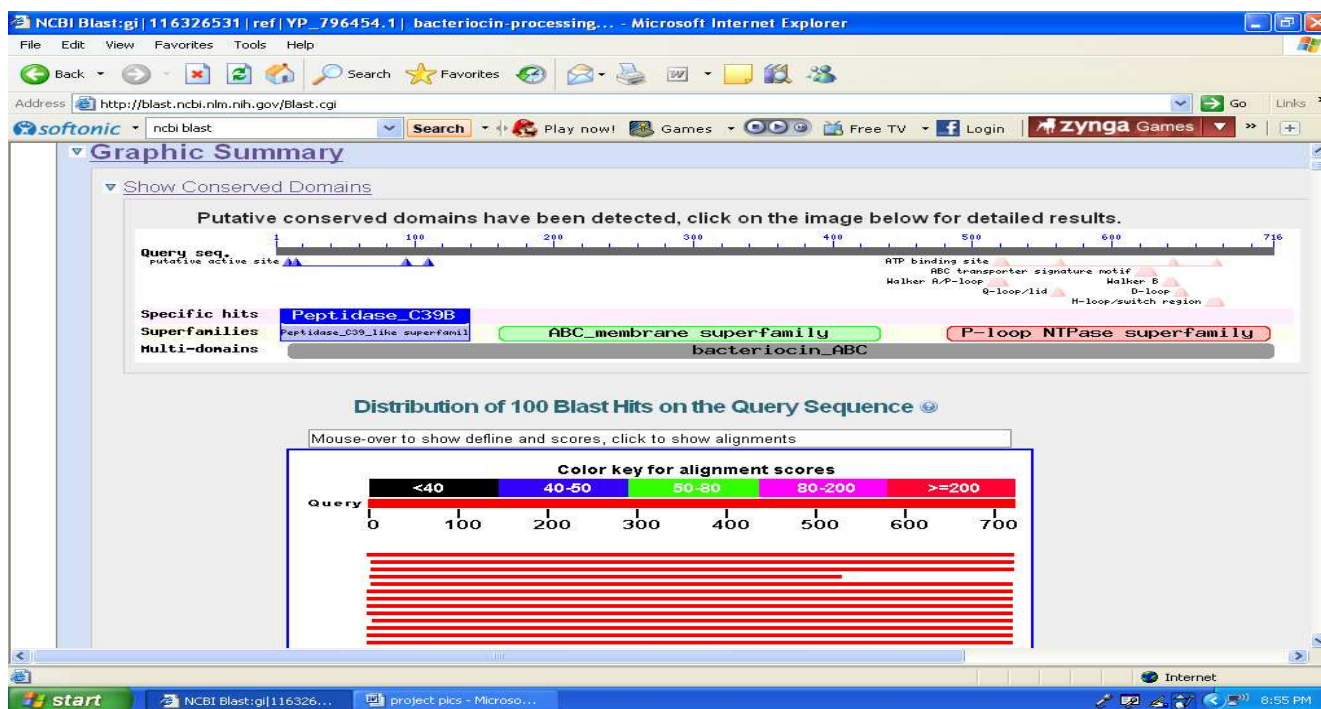 NCBI Blast:gi|116326531|ref|YP_796454.1| bacteriocin-processing... - Microsoft Internet Explorer
File Edit View Favorites Tools Help
Back Search Favorites
Address http://blast.ncbi.nlm.nih.gov/Blast.cgi Go Links
softonic ncbi blast Search Play now! Games Free TV Login zynga Games »
Graphic Summary
Show Conserved Domains
Putative conserved domains have been detected, click on the image below for detailed results.
1 100 200 300 400 500 600 716
Query seq.
putative active site ATP binding site
ABC transporter signature motif
Walker A/P-loop Walker B
Q-loop/lid D-loop
H-loop/switch region
Specific hits Peptidase_C39B
Superfamilies Peptidase_C39_like superfamil ABC_membrane superfamily P-loop NTPase superfamily
Multi-domains bacteriocin_ABC
Distribution of 100 Blast Hits on the Query Sequence
Mouse-over to show defline and scores, click to show alignments
Color key for alignment scores
<40 40-50 50-80 80-200 >=200
Query
0 100 200 300 400 500 600 700
Internet
start NCBI Blast:gi|116326... project pics - Microso... 8:55 PM